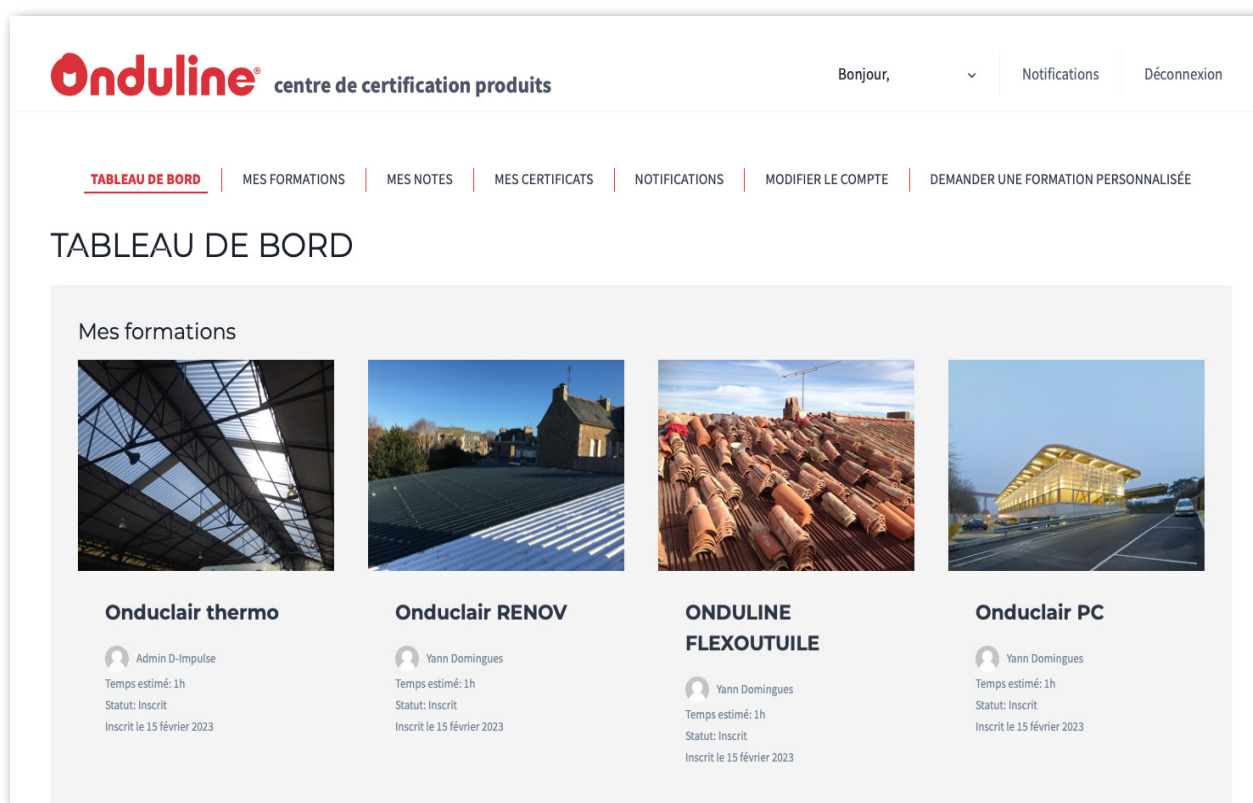 Onduline® centre de certification produits
Bonjour,
Notifications
Déconnexion
TABLEAU DE BORD
MES FORMATIONS
MES NOTES
MES CERTIFICATS
NOTIFICATIONS
MODIFIER LE COMPTE
DEMANDER UNE FORMATION PERSONNALISÉE
TABLEAU DE BORD
Mes formations
Onduclair thermo
Admin D-Impulse
Temps estimé: 1h
Statut: Inscrit
Inscrit le 15 février 2023
Onduclair RENOV
Yann Domingues
Temps estimé: 1h
Statut: Inscrit
Inscrit le 15 février 2023
ONDULINE
FLEXOUTUILE
Yann Domingues
Temps estimé: 1h
Statut: Inscrit
Inscrit le 15 février 2023
Onduclair PC
Yann Domingues
Temps estimé: 1h
Statut: Inscrit
Inscrit le 15 février 2023